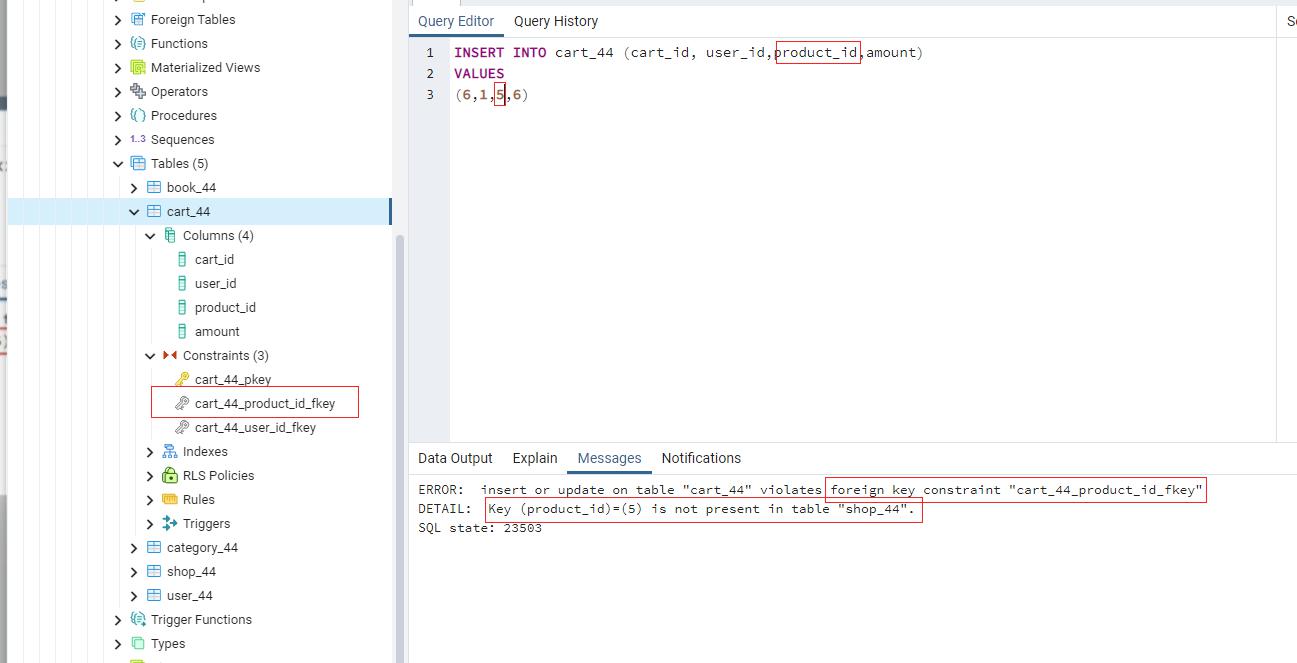 Foreign Tables
Functions
Materialized Views
Operators
Procedures
1..3 Sequences
Tables (5)
book_44
cart_44
Columns (4)
cart_id
user_id
product_id
amount
Constraints (3)
cart_44_pkey
cart_44_product_id_fkey
cart_44_user_id_fkey
Indexes
RLS Policies
Rules
Triggers
category_44
shop_44
user_44
Trigger Functions
Types
Query Editor Query History
1 INSERT INTO cart_44 (cart_id, user_id,product_id,amount)
2 VALUES
3 (6,1,5,6)
Data Output Explain Messages Notifications
ERROR: insert or update on table "cart_44" violates foreign key constraint "cart_44_product_id_fkey"
DETAIL: Key (product_id)=(5) is not present in table "shop_44".
SQL state: 23503